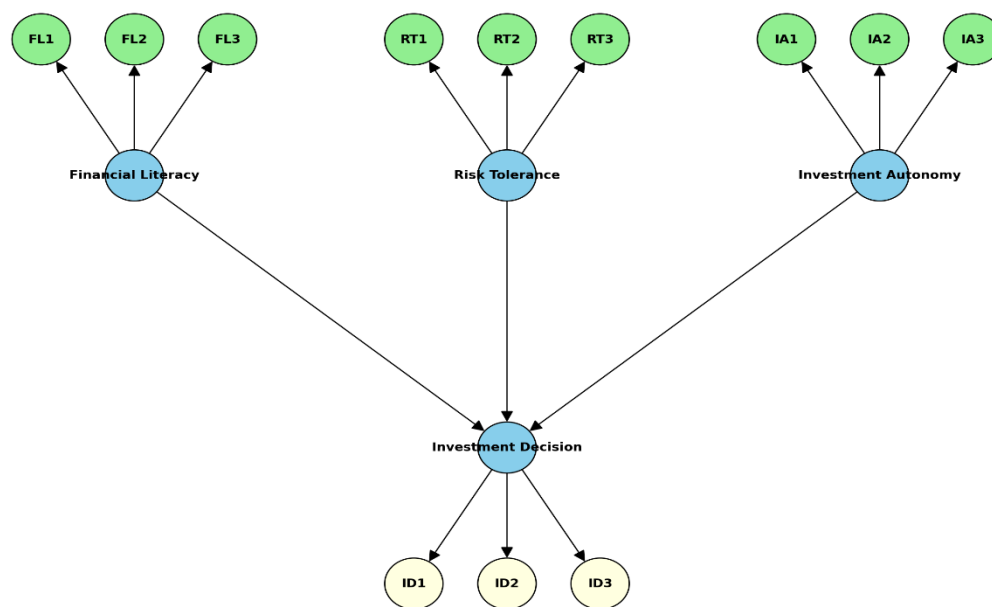 FL1 FL2 FL3 RT1 RT2 RT3 IA1 IA2 IA3
Financial Literacy Risk Tolerance Investment Autonomy
Investment Decision
ID1 ID2 ID3